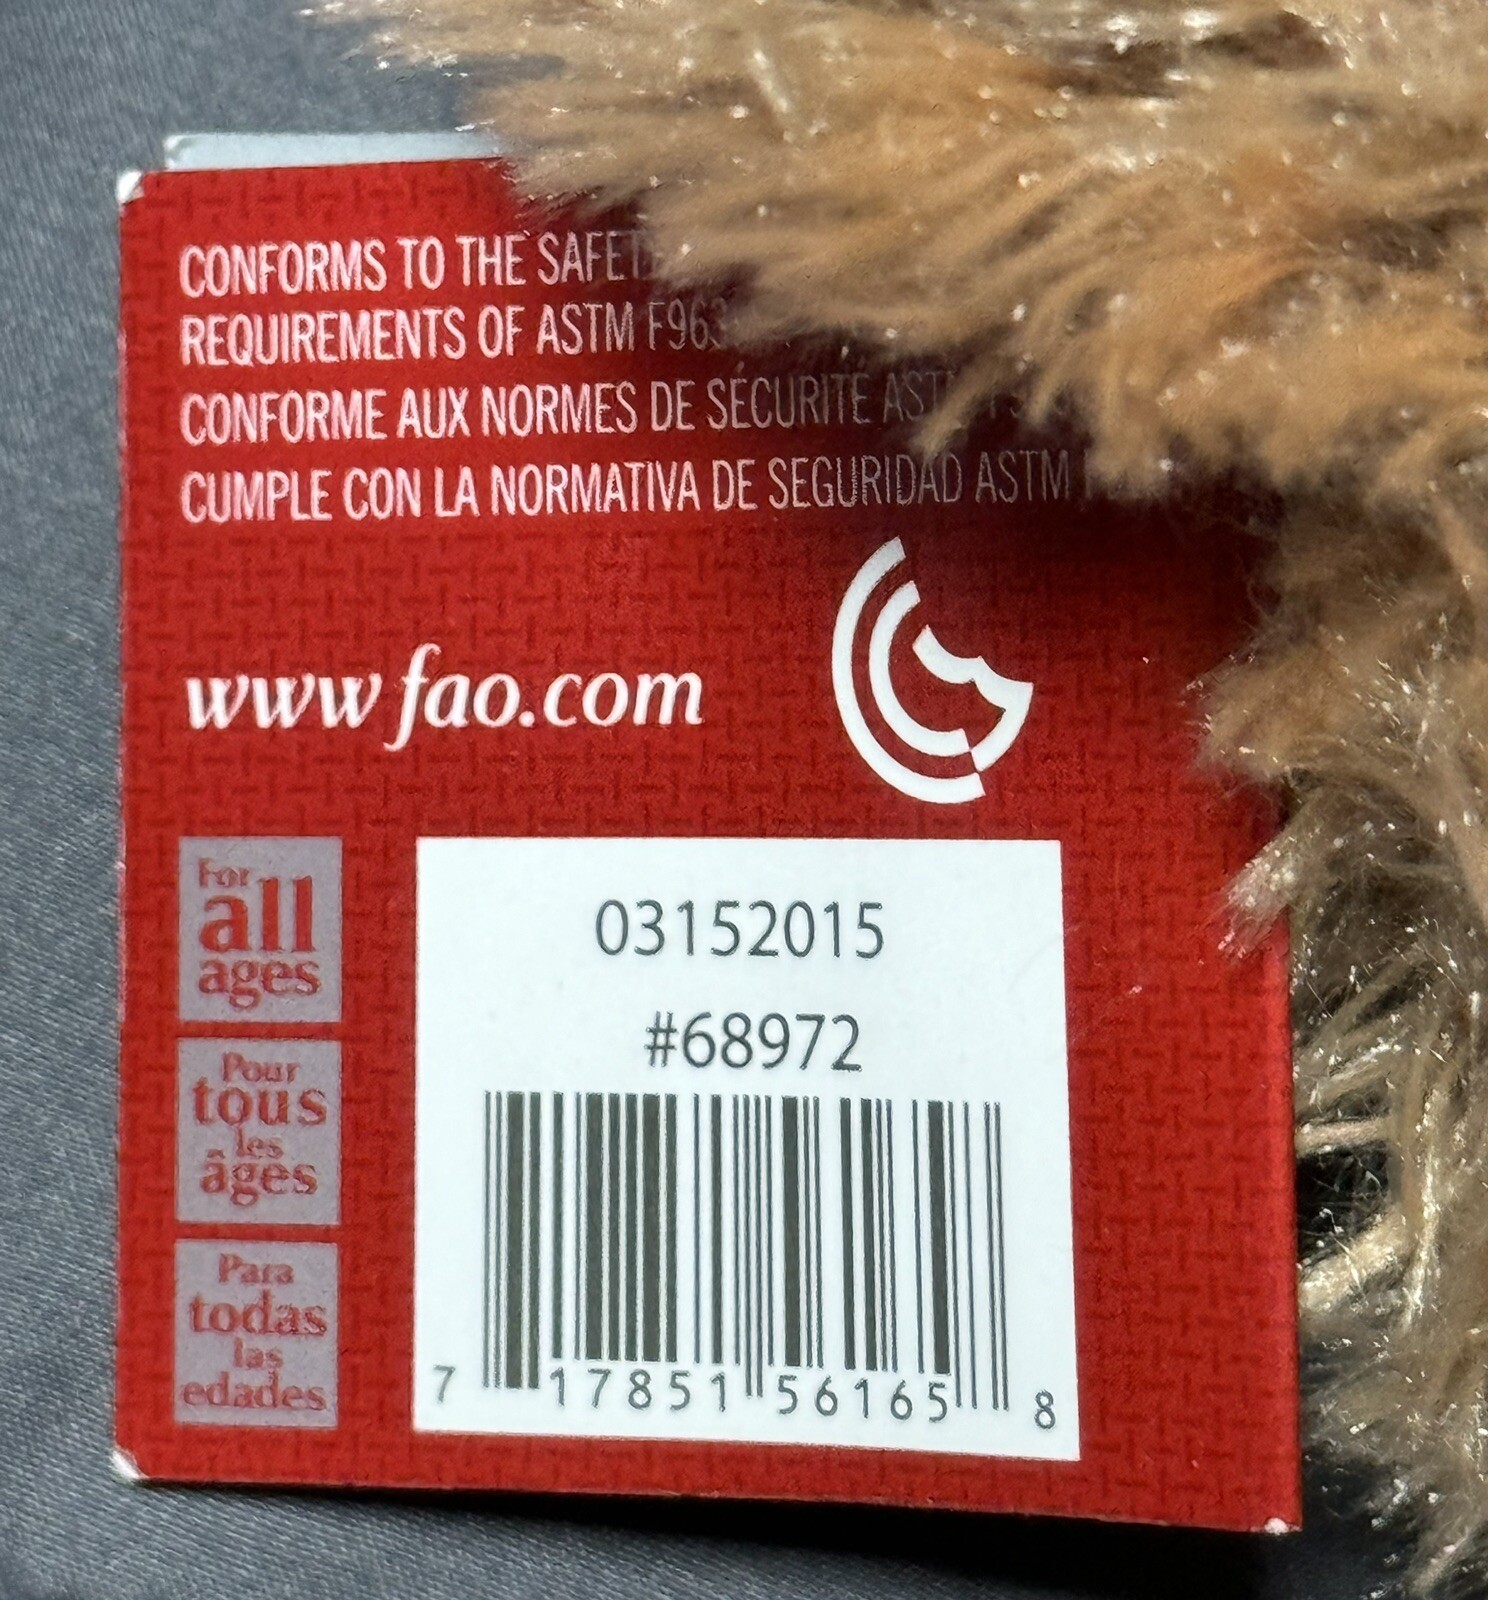 CONFORMS TO THE
REQUIREMENTS OF ASTM
CONFORME AUX NORMES DE SÉCURITÉ
CUMPLE CON LA NORMATIVA DE SEGURIDAD ASTM
www.fao.com
For
all
ages
Pour
tous
les
âges
Para
todas
las
edades
03152015
#68972
7 17851 56165 8